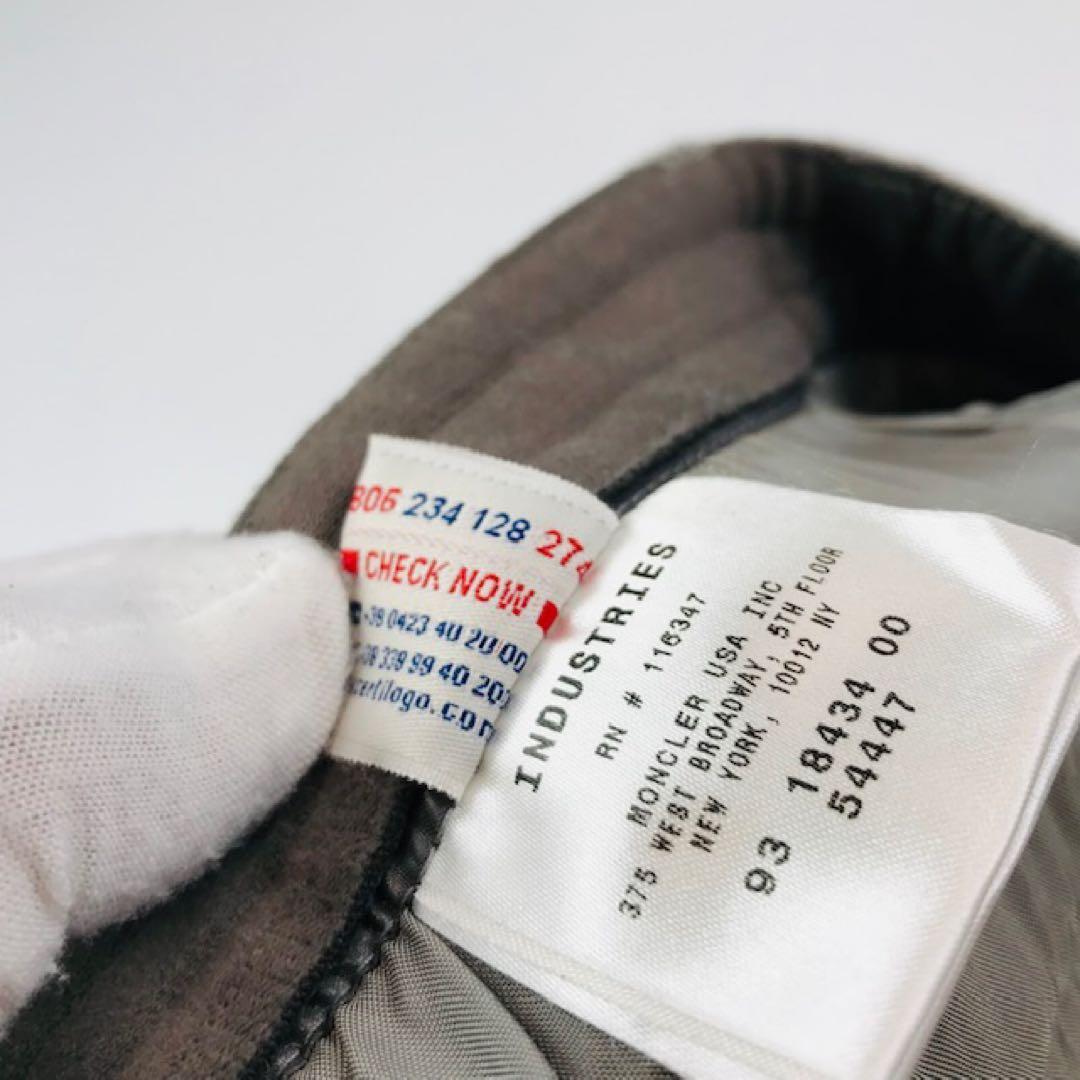 806 234 128 274
CHECK NOW
-39 0423 40 20 00
39 339 99 40 20
certilogo.com
INDUSTRIES
RN # 116347
MONCLER USA INC
375 WEST BROADWAY, 5TH FLOOR
NEW YORK, 10012 NY
93 18434 00
54447